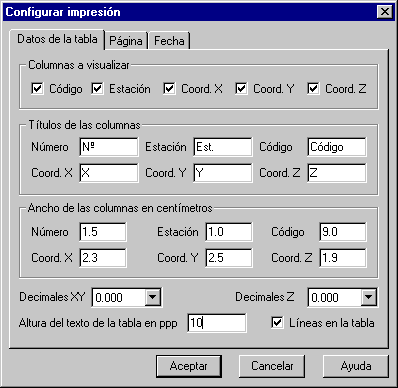 Configurar impresión
Datos de la tabla Página Fecha
Columnas a visualizar
Código Estación Coord. X Coord. Y Coord. Z
Títulos de las columnas
Número Nº Estación Est. Código Código
Coord. X X Coord. Y Y Coord. Z Z
Ancho de las columnas en centímetros
Número 1.5 Estación 1.0 Código 9.0
Coord. X 2.3 Coord. Y 2.5 Coord. Z 1.9
Decimales XY 0.000 Decimales Z 0.000
Altura del texto de la tabla en ppp 10 Líneas en la tabla
Aceptar Cancelar Ayuda